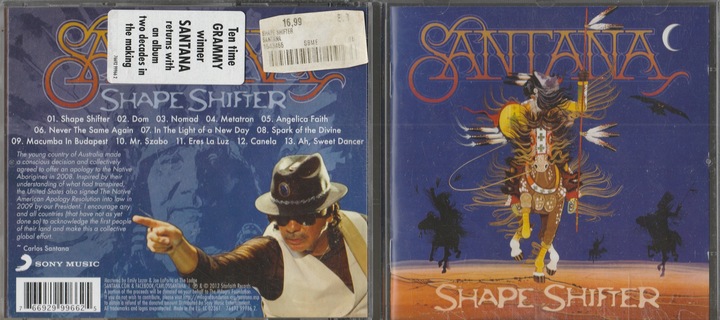 SANTANA
Ten time
GRAMMY
winner
SANTANA
returns with
an album
two decades in
the making
16.99
SHAPE SHIFTER
SANTANA
SHAPE SHIFTER
01. Shape Shifter 02. Dom 03. Nomad 04. Metatron 05. Angelica Faith
06. Never The Same Again 07. In the Light of a New Day 08. Spark of the Divine
09. Macumba In Budapest 10. Mr. Szabo 11. Eres La Luz 12. Canela 13. Ah, Sweet Dancer
The young country of Australia made
a conscious decision and collectively
agreed to offer an apology to the Native
Aborigines in 2008. Inspired by their
understanding of what had transpired,
the United States also signed The Native
American Apology Resolution into law
in 2009 by our President. I encourage any
and all countries (that have not as yet
done so) to acknowledge the first people
of their land and make this a collective
global effort.
~ Carlos Santana
SONY MUSIC
7 66929 99662 5
SANTANA
SHAPE SHIFTER